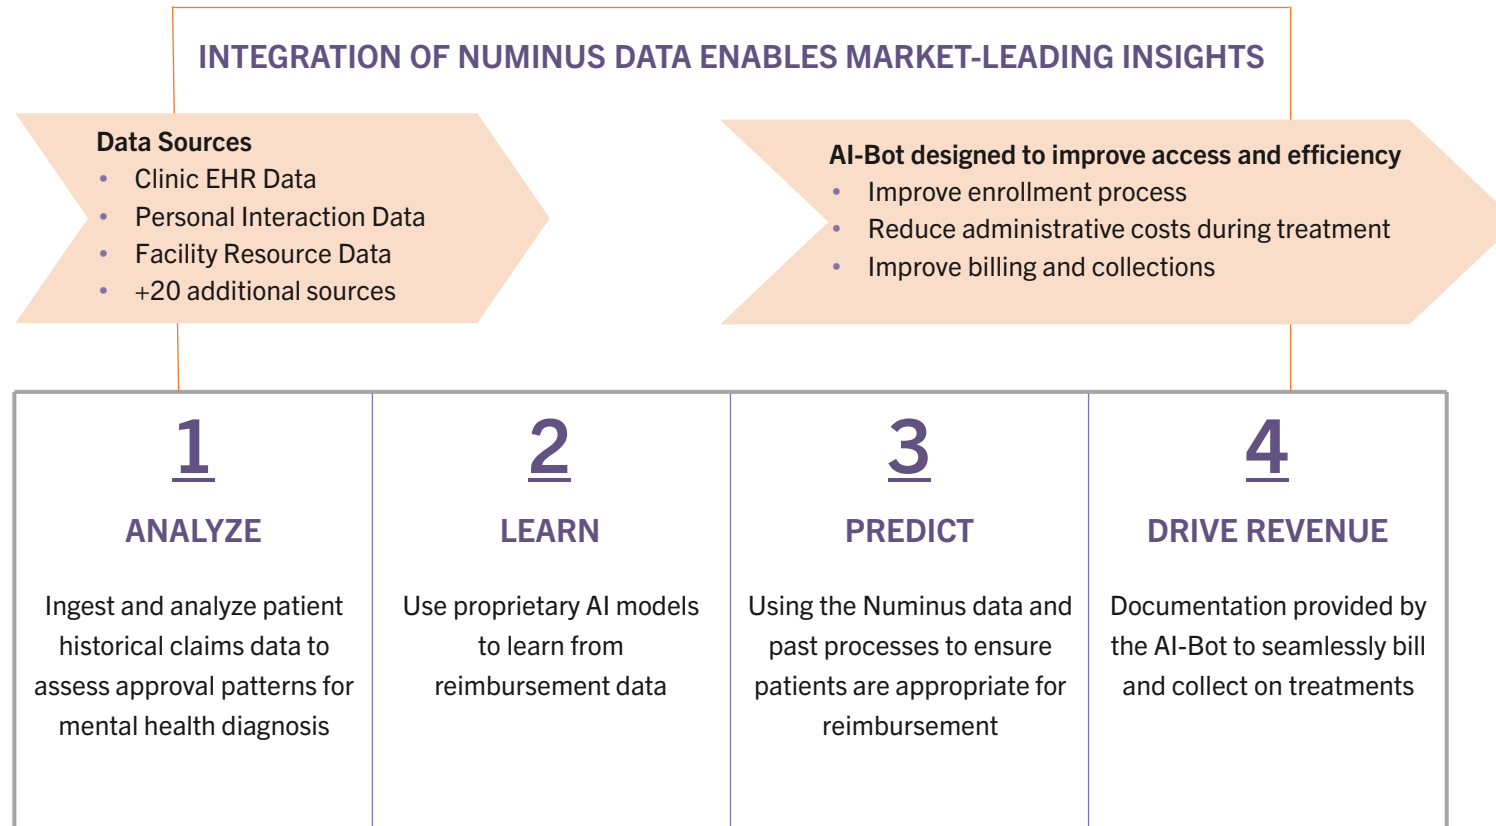 INTEGRATION OF NUMINUS DATA ENABLES MARKET-LEADING INSIGHTS
Data Sources
• Clinic EHR Data
• Personal Interaction Data
• Facility Resource Data
• +20 additional sources
AI-Bot designed to improve access and efficiency
• Improve enrollment process
• Reduce administrative costs during treatment
• Improve billing and collections
1
ANALYZE
Ingest and analyze patient
historical claims data to
assess approval patterns for
mental health diagnosis
2
LEARN
Use proprietary AI models
to learn from
reimbursement data
3
PREDICT
Using the Numinus data and
past processes to ensure
patients are appropriate for
reimbursement
4
DRIVE REVENUE
Documentation provided by
the AI-Bot to seamlessly bill
and collect on treatments